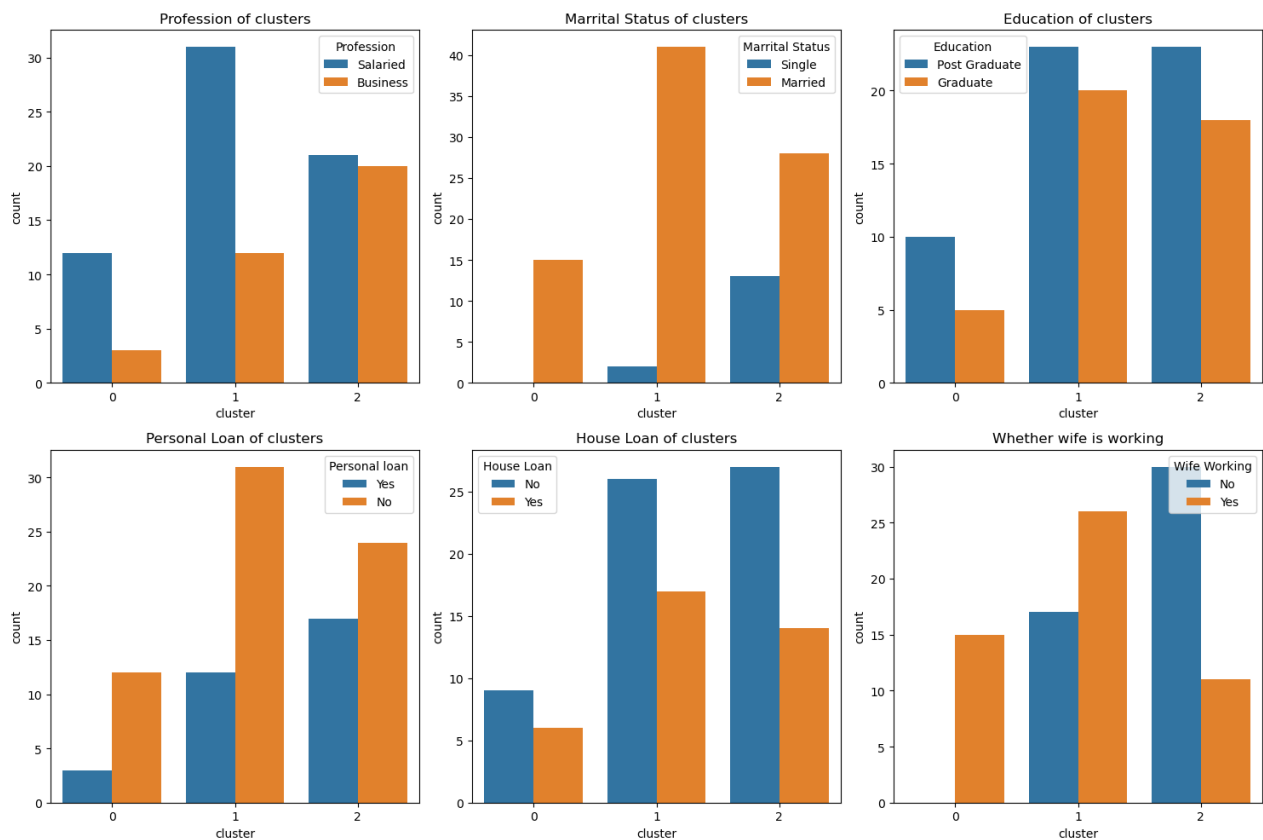 Profession of clusters
30
25
20
15
10
5
0
count
0
1
2
cluster
Profession
Salaried
Business
Marrital Status of clusters
40
35
30
25
20
15
10
5
0
count
0
1
2
cluster
Marrital Status
Single
Married
Education of clusters
20
15
10
5
0
count
0
1
2
cluster
Education
Post Graduate
Graduate
Personal Loan of clusters
30
25
20
15
10
5
0
count
0
1
2
cluster
Personal loan
Yes
No
House Loan of clusters
25
20
15
10
5
0
count
0
1
2
cluster
House Loan
No
Yes
Whether wife is working
30
25
20
15
10
5
0
count
0
1
2
cluster
Wife Working
No
Yes